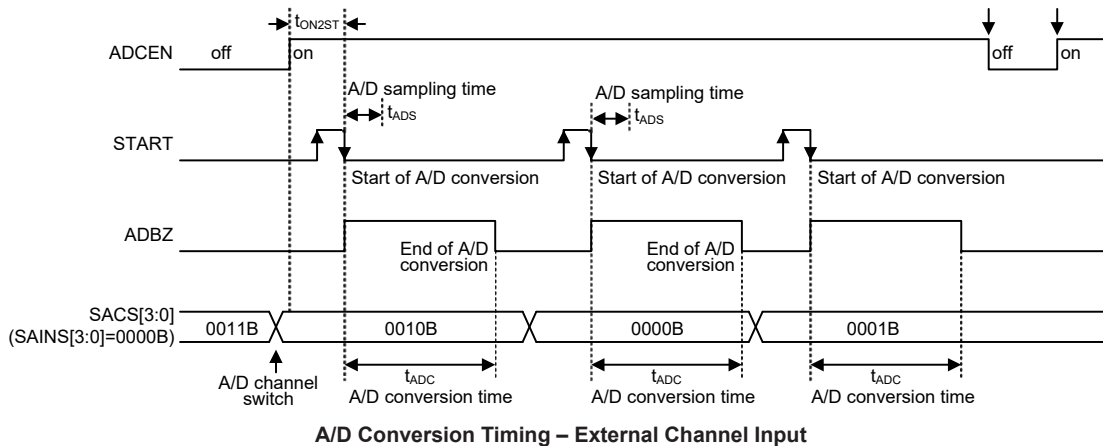 tON2ST
ADCEN
off
on
off
on
A/D sampling time
tADS
A/D sampling time
tADS
START
Start of A/D conversion
Start of A/D conversion
Start of A/D conversion
ADBZ
End of A/D
conversion
End of A/D
conversion
SACS[3:0]
(SAINS[3:0]=0000B)
0011B
0010B
0000B
0001B
A/D channel
switch
tADC
A/D conversion time
tADC
A/D conversion time
tADC
A/D conversion time
A/D Conversion Timing – External Channel Input